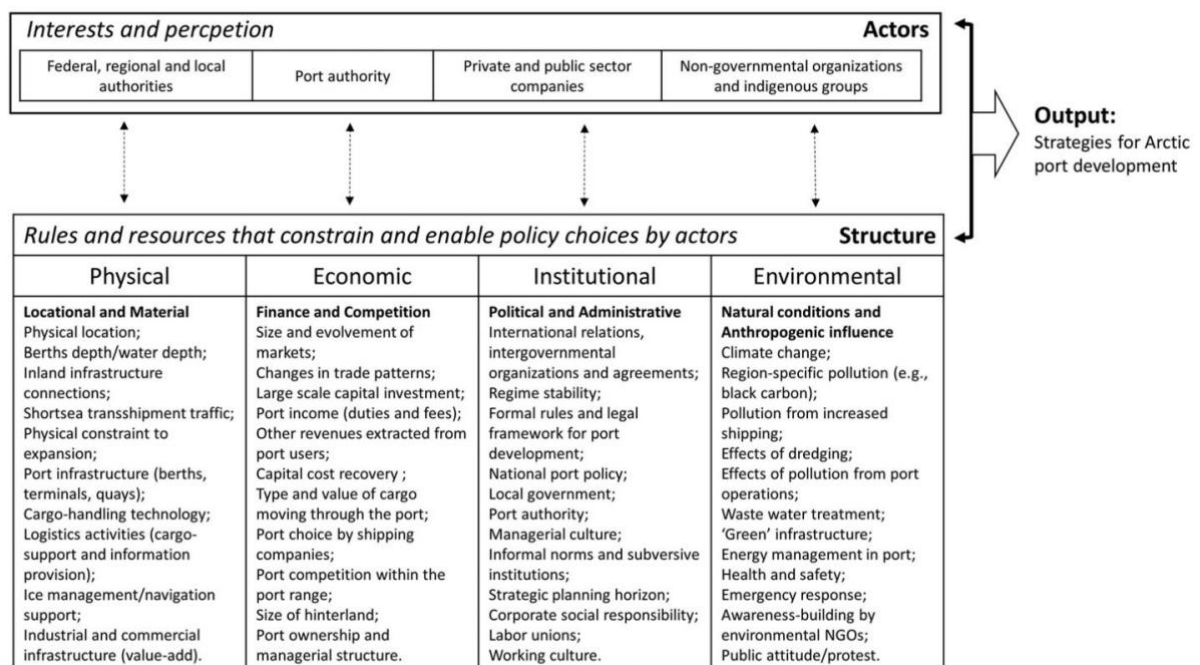 Interests and percpetion
Actors
Federal, regional and local
authorities
Port authority
Private and public sector
companies
Non-governmental organizations
and indigenous groups
Output:
Strategies for Arctic
port development
Rules and resources that constrain and enable policy choices by actors
Structure
Physical
Locational and Material
Physical location;
Berths depth/water depth;
Inland infrastructure
connections;
Shortsea transshipment traffic;
Physical constraint to
expansion;
Port infrastructure (berths,
terminals, quays);
Cargo-handling technology;
Logistics activities (cargo-
support and information
provision);
Ice management/navigation
support;
Industrial and commercial
infrastructure (value-add).
Economic
Finance and Competition
Size and evolvement of
markets;
Changes in trade patterns;
Large scale capital investment;
Port income (duties and fees);
Other revenues extracted from
port users;
Capital cost recovery ;
Type and value of cargo
moving through the port;
Port choice by shipping
companies;
Port competition within the
port range;
Size of hinterland;
Port ownership and
managerial structure.
Institutional
Political and Administrative
International relations,
intergovernmental
organizations and agreements;
Regime stability;
Formal rules and legal
framework for port
development;
National port policy;
Local government;
Port authority;
Managerial culture;
Informal norms and subversive
institutions;
Strategic planning horizon;
Corporate social responsibility;
Labor unions;
Working culture.
Environmental
Natural conditions and
Anthropogenic influence
Climate change;
Region-specific pollution (e.g.,
black carbon);
Pollution from increased
shipping;
Effects of dredging;
Effects of pollution from port
operations;
Waste water treatment;
‘Green’ infrastructure;
Energy management in port;
Health and safety;
Emergency response;
Awareness-building by
environmental NGOs;
Public attitude/protest.